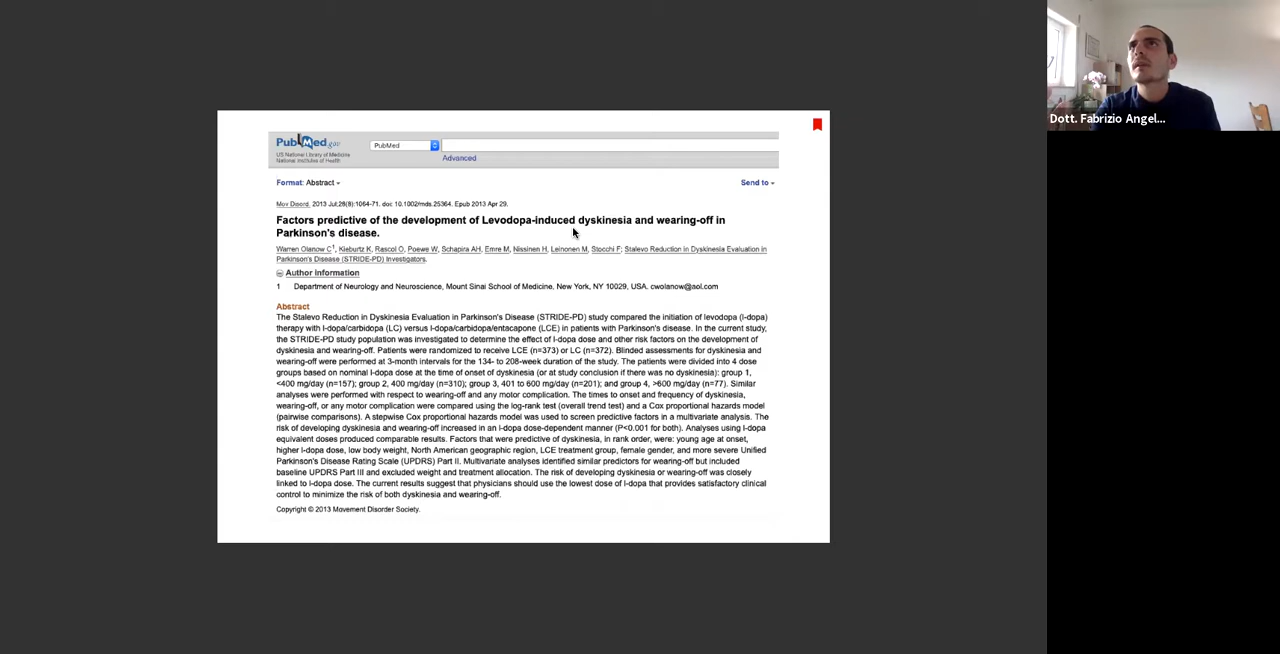 PubMed.gov
US National Library of Medicine
National Institutes of Health
PubMed
Advanced
Format: Abstract
Send to
Mov Disord. 2013 Jul;28(8):1064-71. doi: 10.1002/mds.25364. Epub 2013 Apr 29.
Factors predictive of the development of Levodopa-induced dyskinesia and wearing-off in
Parkinson's disease.
Warren Olanow C1, Kieburtz K, Rascol O, Poewe W, Schapira AH, Emre M, Nissinen H, Leinonen M, Stocchi F; Stalevo Reduction in Dyskinesia Evaluation in
Parkinson's Disease (STRIDE-PD) Investigators.
Author information
1 Department of Neurology and Neuroscience, Mount Sinai School of Medicine, New York, NY 10029, USA. cwolanow@aol.com
Abstract
The Stalevo Reduction in Dyskinesia Evaluation in Parkinson's Disease (STRIDE-PD) study compared the initiation of levodopa (l-dopa)
therapy with l-dopa/carbidopa (LC) versus l-dopa/carbidopa/entacapone (LCE) in patients with Parkinson's disease. In the current study,
the STRIDE-PD study population was investigated to determine the effect of l-dopa dose and other risk factors on the development of
dyskinesia and wearing-off. Patients were randomized to receive LCE (n=373) or LC (n=372). Blinded assessments for dyskinesia and
wearing-off were performed at 3-month intervals for the 134- to 208-week duration of the study. The patients were divided into 4 dose
groups based on nominal l-dopa dose at the time of onset of dyskinesia (or at study conclusion if there was no dyskinesia): group 1,
<400 mg/day (n=157); group 2, 400 mg/day (n=310); group 3, 401 to 600 mg/day (n=201); and group 4, >600 mg/day (n=77). Similar
analyses were performed with respect to wearing-off and any motor complication. The times to onset and frequency of dyskinesia,
wearing-off, or any motor complication were compared using the log-rank test (overall trend test) and a Cox proportional hazards model
(pairwise comparisons). A stepwise Cox proportional hazards model was used to screen predictive factors in a multivariate analysis. The
risk of developing dyskinesia and wearing-off increased in an l-dopa dose-dependent manner (P<0.001 for both). Analyses using l-dopa
equivalent doses produced comparable results. Factors that were predictive of dyskinesia, in rank order, were: young age at onset,
higher l-dopa dose, low body weight, North American geographic region, LCE treatment group, female gender, and more severe Unified
Parkinson's Disease Rating Scale (UPDRS) Part II. Multivariate analyses identified similar predictors for wearing-off but included
baseline UPDRS Part III and excluded weight and treatment allocation. The risk of developing dyskinesia or wearing-off was closely
linked to l-dopa dose. The current results suggest that physicians should use the lowest dose of l-dopa that provides satisfactory clinical
control to minimize the risk of both dyskinesia and wearing-off.
Copyright © 2013 Movement Disorder Society.
Dott. Fabrizio Angel...